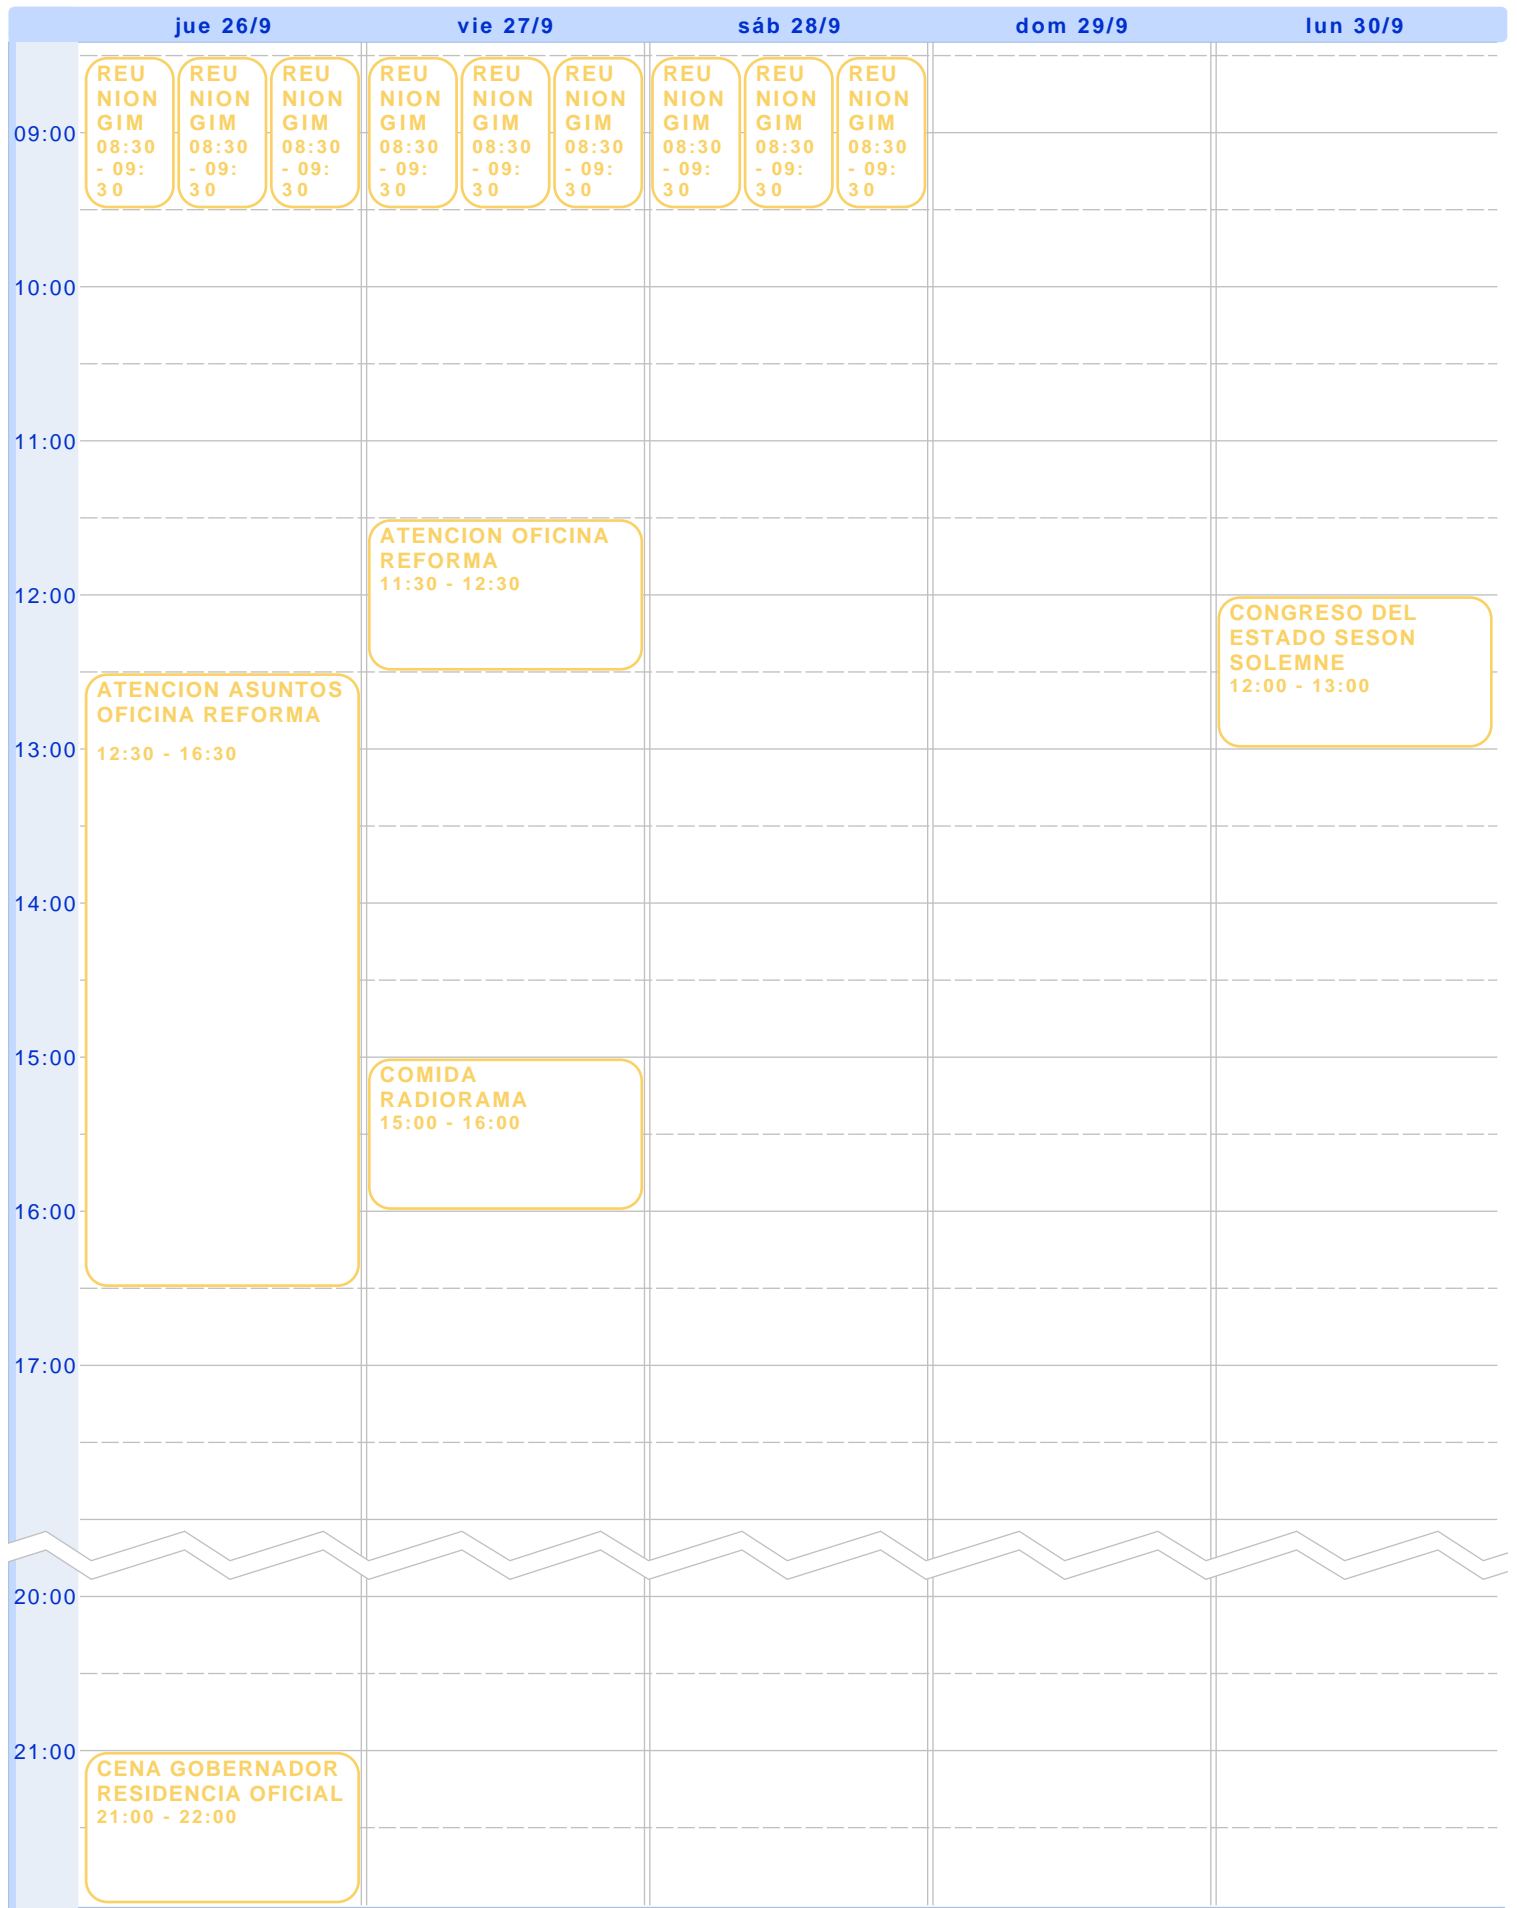 jue 26/9
vie 27/9
sáb 28/9
dom 29/9
lun 30/9
REU
NION
GIM
08:30
- 09:
30
REU
NION
GIM
08:30
- 09:
30
REU
NION
GIM
08:30
- 09:
30
REU
NION
GIM
08:30
- 09:
30
REU
NION
GIM
08:30
- 09:
30
REU
NION
GIM
08:30
- 09:
30
REU
NION
GIM
08:30
- 09:
30
REU
NION
GIM
08:30
- 09:
30
REU
NION
GIM
08:30
- 09:
30
09:00
10:00
11:00
ATENCION OFICINA
REFORMA
11:30 - 12:30
12:00
CONGRESO DEL
ESTADO SESON
SOLEMNE
12:00 - 13:00
ATENCION ASUNTOS
OFICINA REFORMA
12:30 - 16:30
13:00
14:00
15:00
COMIDA
RADIORAMA
15:00 - 16:00
16:00
17:00
20:00
21:00
CENA GOBERNADOR
RESIDENCIA OFICIAL
21:00 - 22:00